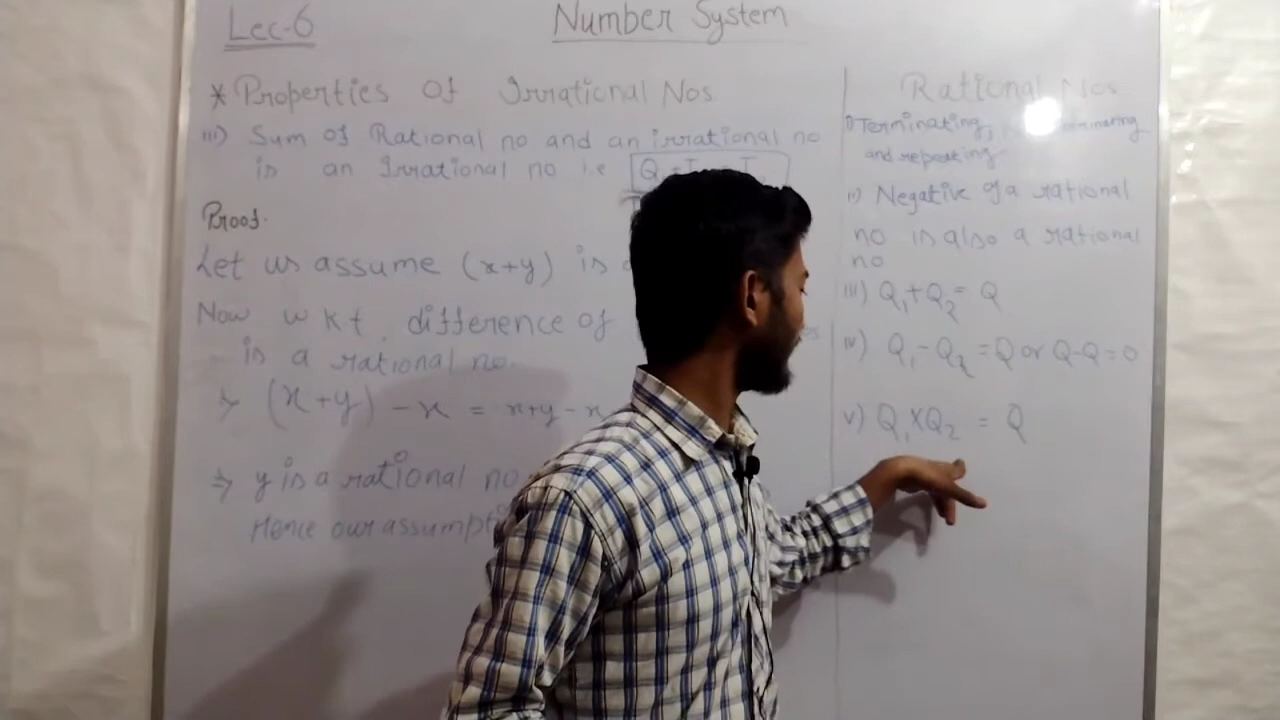 Lec-6
Number System
* Properties of Irrational Nos.
iii) Sum of Rational no and an irrational no
is an Irrational no i.e Q
Proof.
Let us assume (x+y) is
Now wkt difference of
is a rational no.
⇒ (x+y) - x = x+y-x
⇒ y is a rational no
Hence our assumpti
Rational Nos
i) Terminating,
and repeating
ii) Negative of a rational
no is also a rational
no
iii) Q₁+Q₂= Q
iv) Q₁-Q₂ = Q or Q-Q=0
v) Q₁×Q₂ = Q